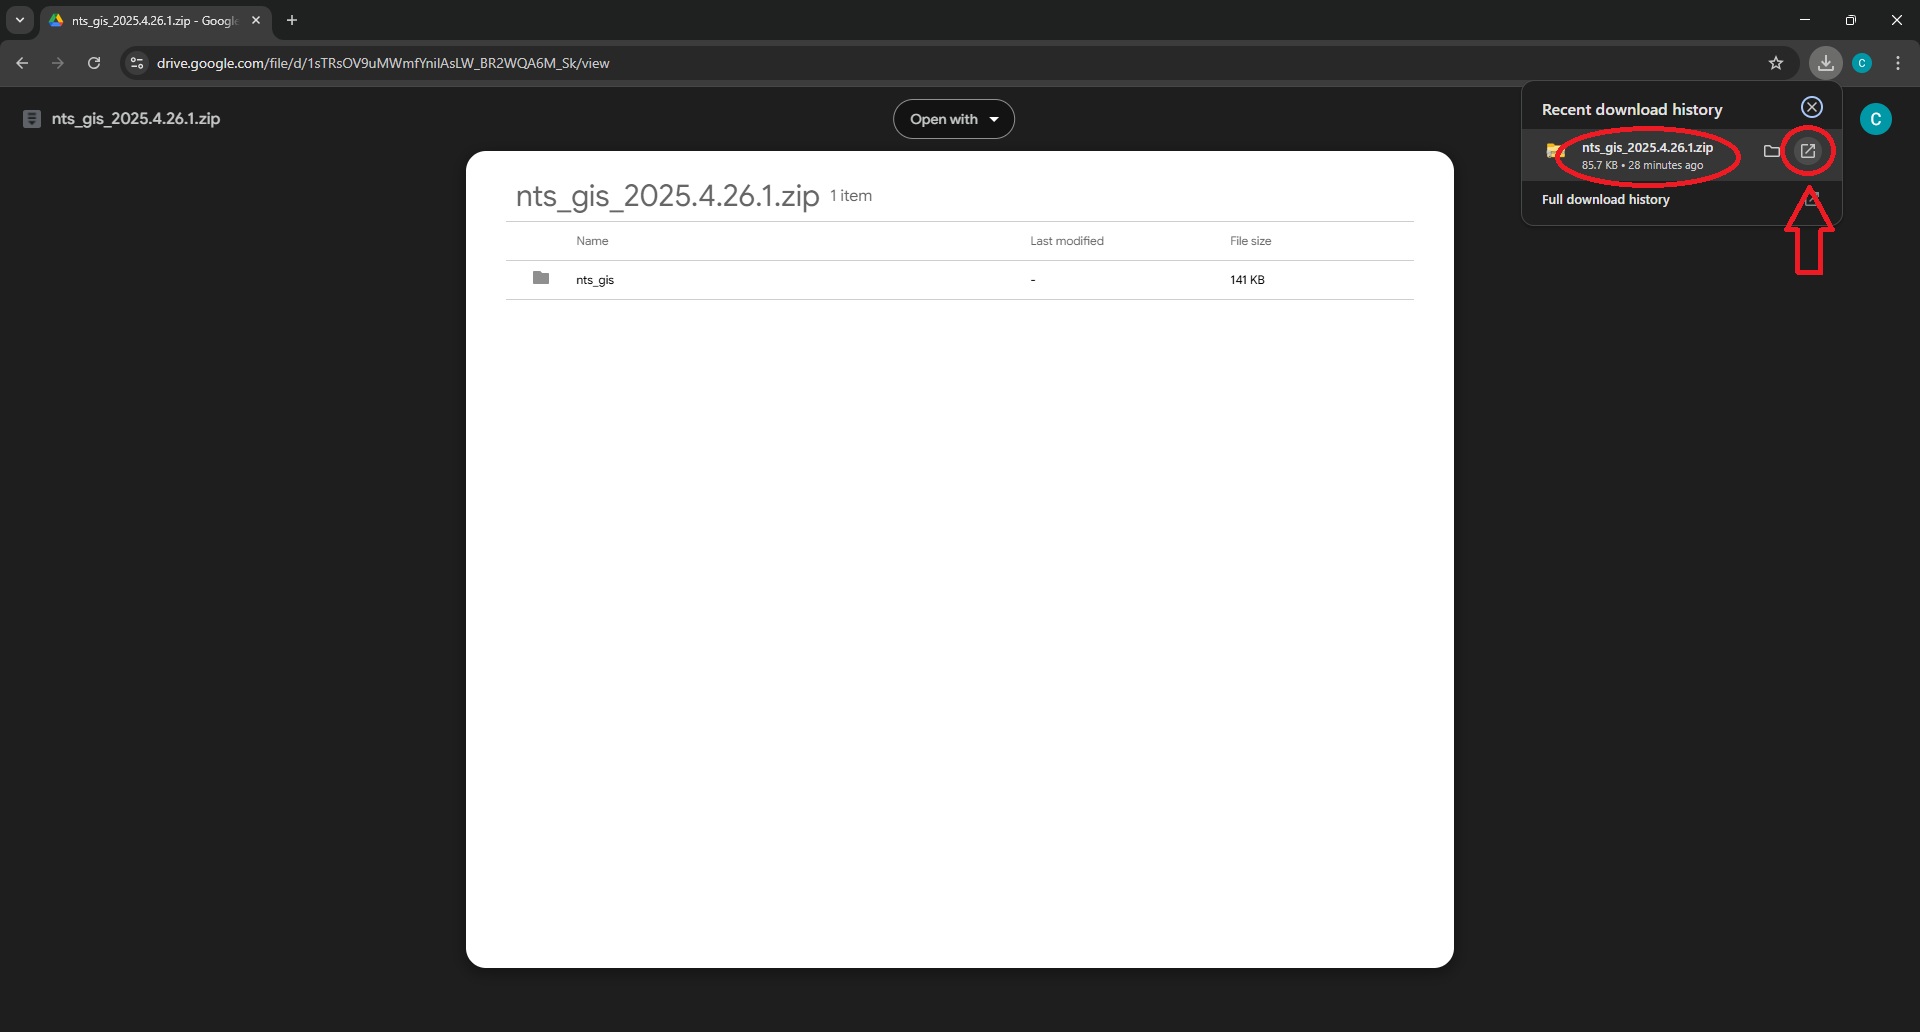 nts_gis_2025.4.26.1.zip - Google
drive.google.com/file/d/1sTRsOV9uMWmfYnilAsLW_BR2WQA6M_Sk/view
C
nts_gis_2025.4.26.1.zip
Open with
Recent download history
C
nts_gis_2025.4.26.1.zip
85.7 KB • 28 minutes ago
Full download history
nts_gis_2025.4.26.1.zip 1 item
Name Last modified File size
nts_gis - 141 KB